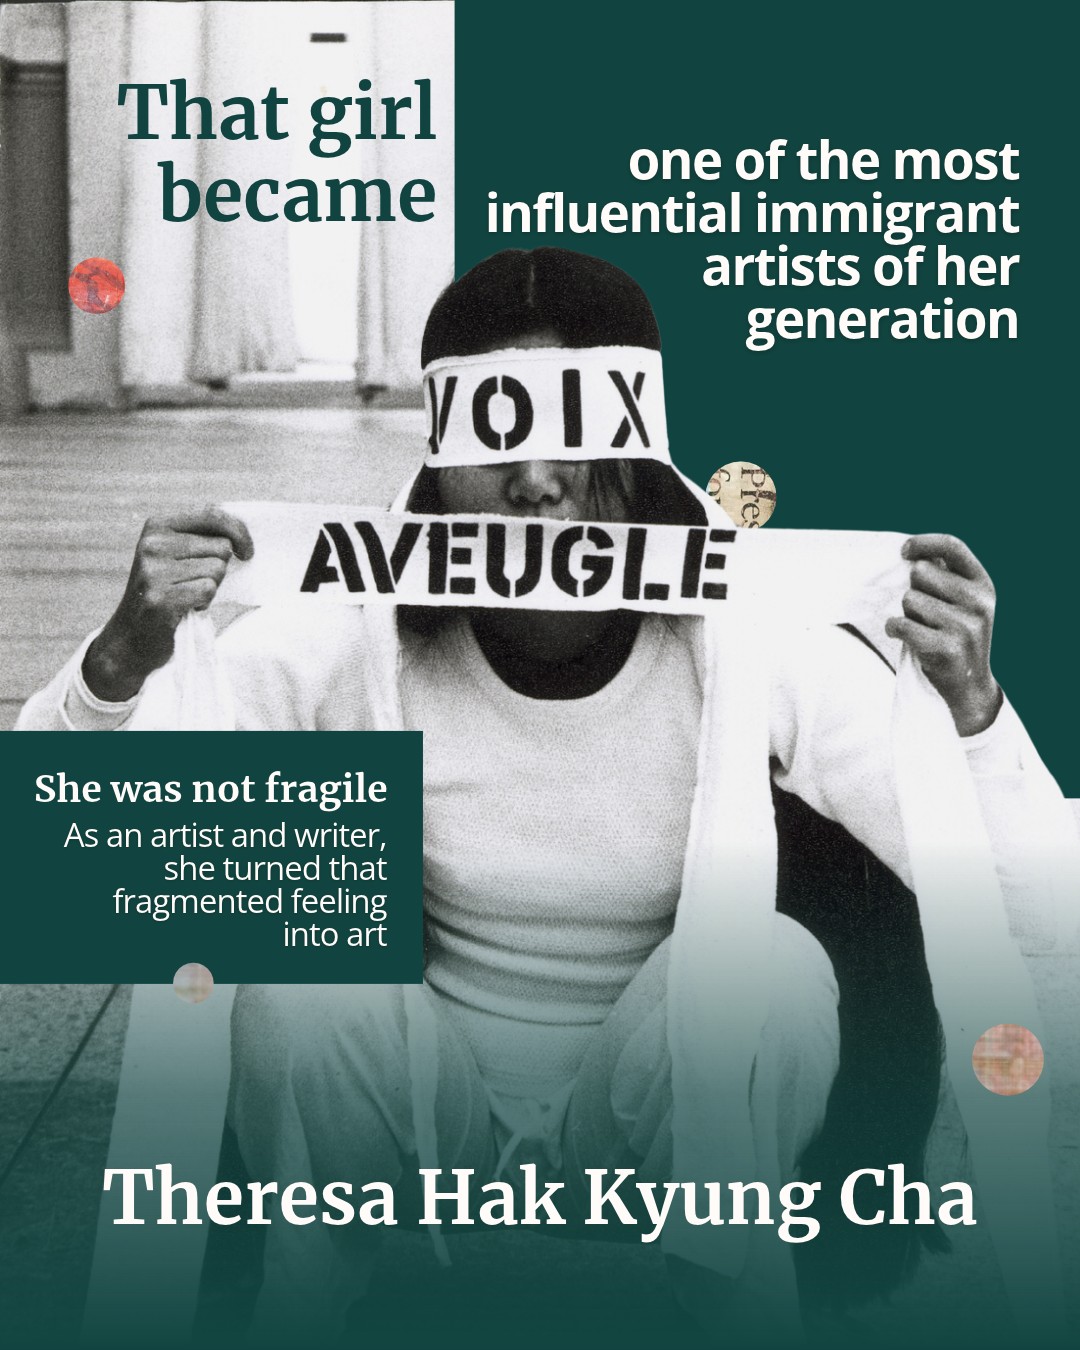 That girl
became
one of the most
influential immigrant
artists of her
generation
VOIX
AVEUGLE
Pres
She was not fragile
As an artist and writer,
she turned that
fragmented feeling
into art
Theresa Hak Kyung Cha